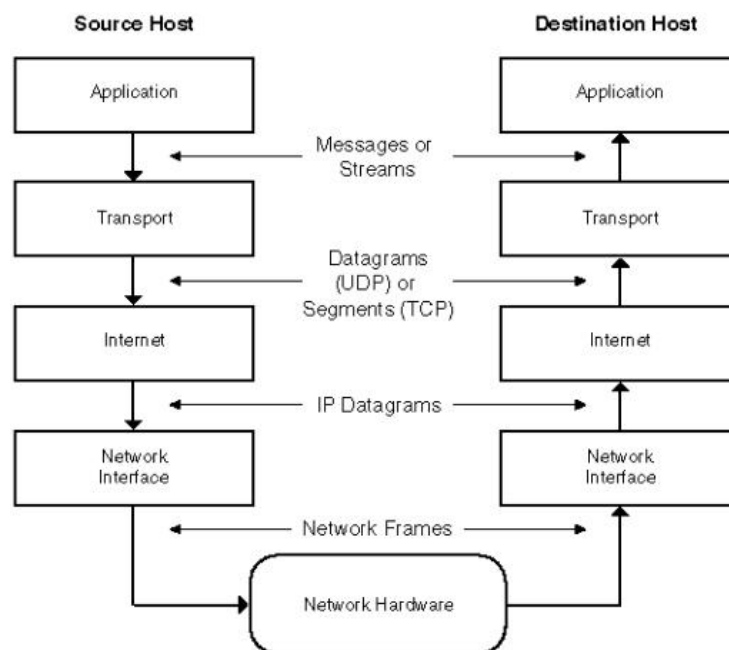 Source Host
Destination Host
Application
Application
Messages or
Streams
Transport
Transport
Datagrams
(UDP) or
Segments (TCP)
Internet
Internet
IP Datagrams
Network
Interface
Network
Interface
Network Frames
Network Hardware